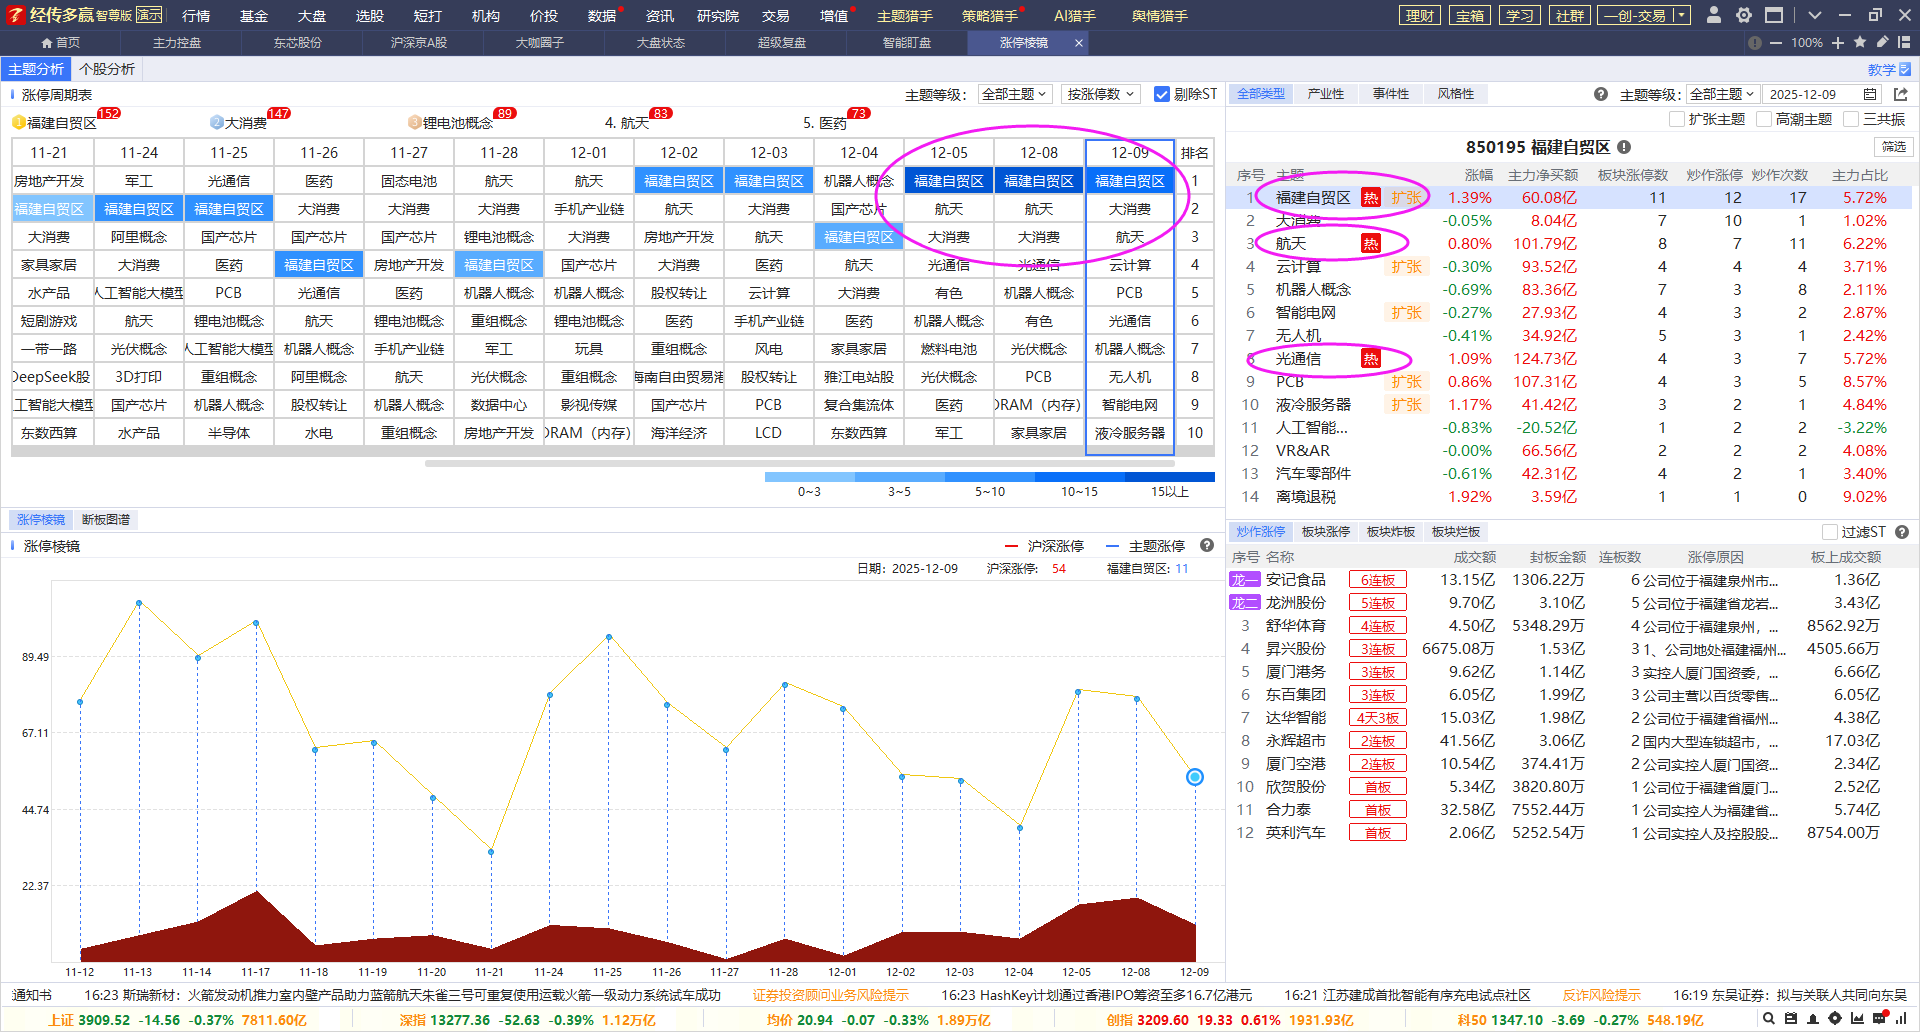 经传多赢 智尊版 演示 行情 基金 大盘 选股 短打 机构 价投 数据 资讯 研究院 交易 增值 主题猎手 策略猎手 AI猎手 舆情猎手 理财 宝箱 学习 社群 一创-交易
首页 主力控盘 东芯股份 沪深京A股 大咖圈子 大盘状态 超级复盘 智能盯盘 涨停棱镜 × 100%
主题分析 个股分析 教学
涨停周期表 主题等级： 全部主题 按涨停数 剔除ST
1 福建自贸区 152 2 大消费 147 3 锂电池概念 89 4. 航天 83 5. 医药 73
11-21 11-24 11-25 11-26 11-27 11-28 12-01 12-02 12-03 12-04 12-05 12-08 12-09 排名
房地产开发 军工 光通信 医药 固态电池 航天 航天 福建自贸区 福建自贸区 机器人概念 福建自贸区 福建自贸区 福建自贸区 1
福建自贸区 福建自贸区 福建自贸区 大消费 大消费 大消费 手机产业链 航天 大消费 国产芯片 航天 航天 大消费 2
大消费 阿里概念 国产芯片 国产芯片 国产芯片 锂电池概念 大消费 房地产开发 航天 福建自贸区 大消费 大消费 航天 3
家具家居 大消费 医药 福建自贸区 房地产开发 福建自贸区 国产芯片 大消费 医药 航天 光通信 光通信 云计算 4
水产品 人工智能大模型 PCB 光通信 医药 机器人概念 机器人概念 股权转让 云计算 大消费 有色 机器人概念 PCB 5
短剧游戏 航天 锂电池概念 航天 锂电池概念 重组概念 锂电池概念 医药 手机产业链 医药 机器人概念 有色 光通信 6
一带一路 光伏概念 人工智能大模型 机器人概念 手机产业链 军工 玩具 重组概念 风电 家具家居 燃料电池 光伏概念 机器人概念 7
DeepSeek股 3D打印 重组概念 阿里概念 航天 光伏概念 重组概念 海南自由贸易港 股权转让 雅江电站股 光伏概念 PCB 无人机 8
工智能大模型 国产芯片 机器人概念 股权转让 机器人概念 数据中心 影视传媒 国产芯片 PCB 复合集流体 医药 DRAM（内存） 智能电网 9
东数西算 水产品 半导体 水电 重组概念 房地产开发 DRAM（内存） 海洋经济 LCD 东数西算 军工 家具家居 液冷服务器 10
0~3 3~5 5~10 10~15 15以上
涨停棱镜 断板图谱
涨停棱镜 沪深涨停 主题涨停
日期：2025-12-09 沪深涨停：54 福建自贸区：11
89.49
67.11
44.74
22.37
11-12 11-13 11-14 11-17 11-18 11-19 11-20 11-21 11-24 11-25 11-26 11-27 11-28 12-01 12-02 12-03 12-04 12-05 12-08 12-09
全部类型 产业性 事件性 风格性 主题等级： 全部主题 2025-12-09
扩张主题 高潮主题 三共振
850195 福建自贸区 筛选
序号 主题 涨幅 主力净买额 板块涨停数 炒作涨停 炒作次数 主力占比
1 福建自贸区 热 扩张 1.39% 60.08亿 11 12 17 5.72%
2 大消费 -0.05% 8.04亿 7 10 1 1.02%
3 航天 热 0.80% 101.79亿 8 7 11 6.22%
4 云计算 扩张 -0.30% 93.52亿 4 4 4 3.71%
5 机器人概念 -0.69% 83.36亿 7 3 8 2.11%
6 智能电网 扩张 -0.27% 27.93亿 4 3 2 2.87%
7 无人机 -0.41% 34.92亿 5 3 1 2.42%
8 光通信 热 1.09% 124.73亿 4 3 7 5.72%
9 PCB 扩张 0.86% 107.31亿 4 3 5 8.57%
10 液冷服务器 扩张 1.17% 41.42亿 3 2 1 4.84%
11 人工智能... -0.83% -20.52亿 1 2 2 -3.22%
12 VR&AR -0.00% 66.56亿 2 2 2 4.08%
13 汽车零部件 -0.61% 42.31亿 4 2 1 3.40%
14 离境退税 1.92% 3.59亿 1 1 0 9.02%
炒作涨停 板块涨停 板块炸板 板块烂板 过滤ST
序号 名称 成交额 封板金额 连板数 涨停原因 板上成交额
龙一 安记食品 6连板 13.15亿 1306.22万 6 公司位于福建泉州市... 1.36亿
龙二 龙洲股份 5连板 9.70亿 3.10亿 5 公司位于福建省龙岩... 3.43亿
3 舒华体育 4连板 4.50亿 5348.29万 4 公司位于福建泉州，... 8562.92万
4 昇兴股份 3连板 6675.08万 1.53亿 3 1、公司地处福建福州... 4505.66万
5 厦门港务 3连板 9.62亿 1.14亿 3 实控人厦门国资委，... 6.66亿
6 东百集团 3连板 6.05亿 1.99亿 3 公司主营以百货零售... 6.05亿
7 达华智能 4天3板 15.03亿 1.98亿 2 公司位于福建省福州... 4.38亿
8 永辉超市 2连板 41.56亿 3.06亿 2 国内大型连锁超市，... 17.03亿
9 厦门空港 2连板 10.54亿 374.41万 2 公司实控人厦门国资... 2.34亿
10 欣贺股份 首板 5.34亿 3820.80万 1 公司位于福建省厦门... 2.52亿
11 合力泰 首板 32.58亿 7552.44万 1 公司实控人为福建省... 5.74亿
12 英利汽车 首板 2.06亿 5252.54万 1 公司实控人及控股股... 8754.00万
通知书 16:23 斯瑞新材：火箭发动机推力室内壁产品助力蓝箭航天朱雀三号可重复使用运载火箭一级动力系统试车成功 证券投资顾问业务风险提示 16:23 HashKey计划通过香港IPO筹资至多16.7亿港元 16:21 江苏建成首批智能有序充电试点社区 反诈风险提示 16:19 东吴证券：拟与关联人共同向东吴
上证 3909.52 -14.56 -0.37% 7811.60亿 深指 13277.36 -52.63 -0.39% 1.12万亿 均价 20.94 -0.07 -0.33% 1.89万亿 创指 3209.60 19.33 0.61% 1931.93亿 科50 1347.10 -3.69 -0.27% 548.19亿